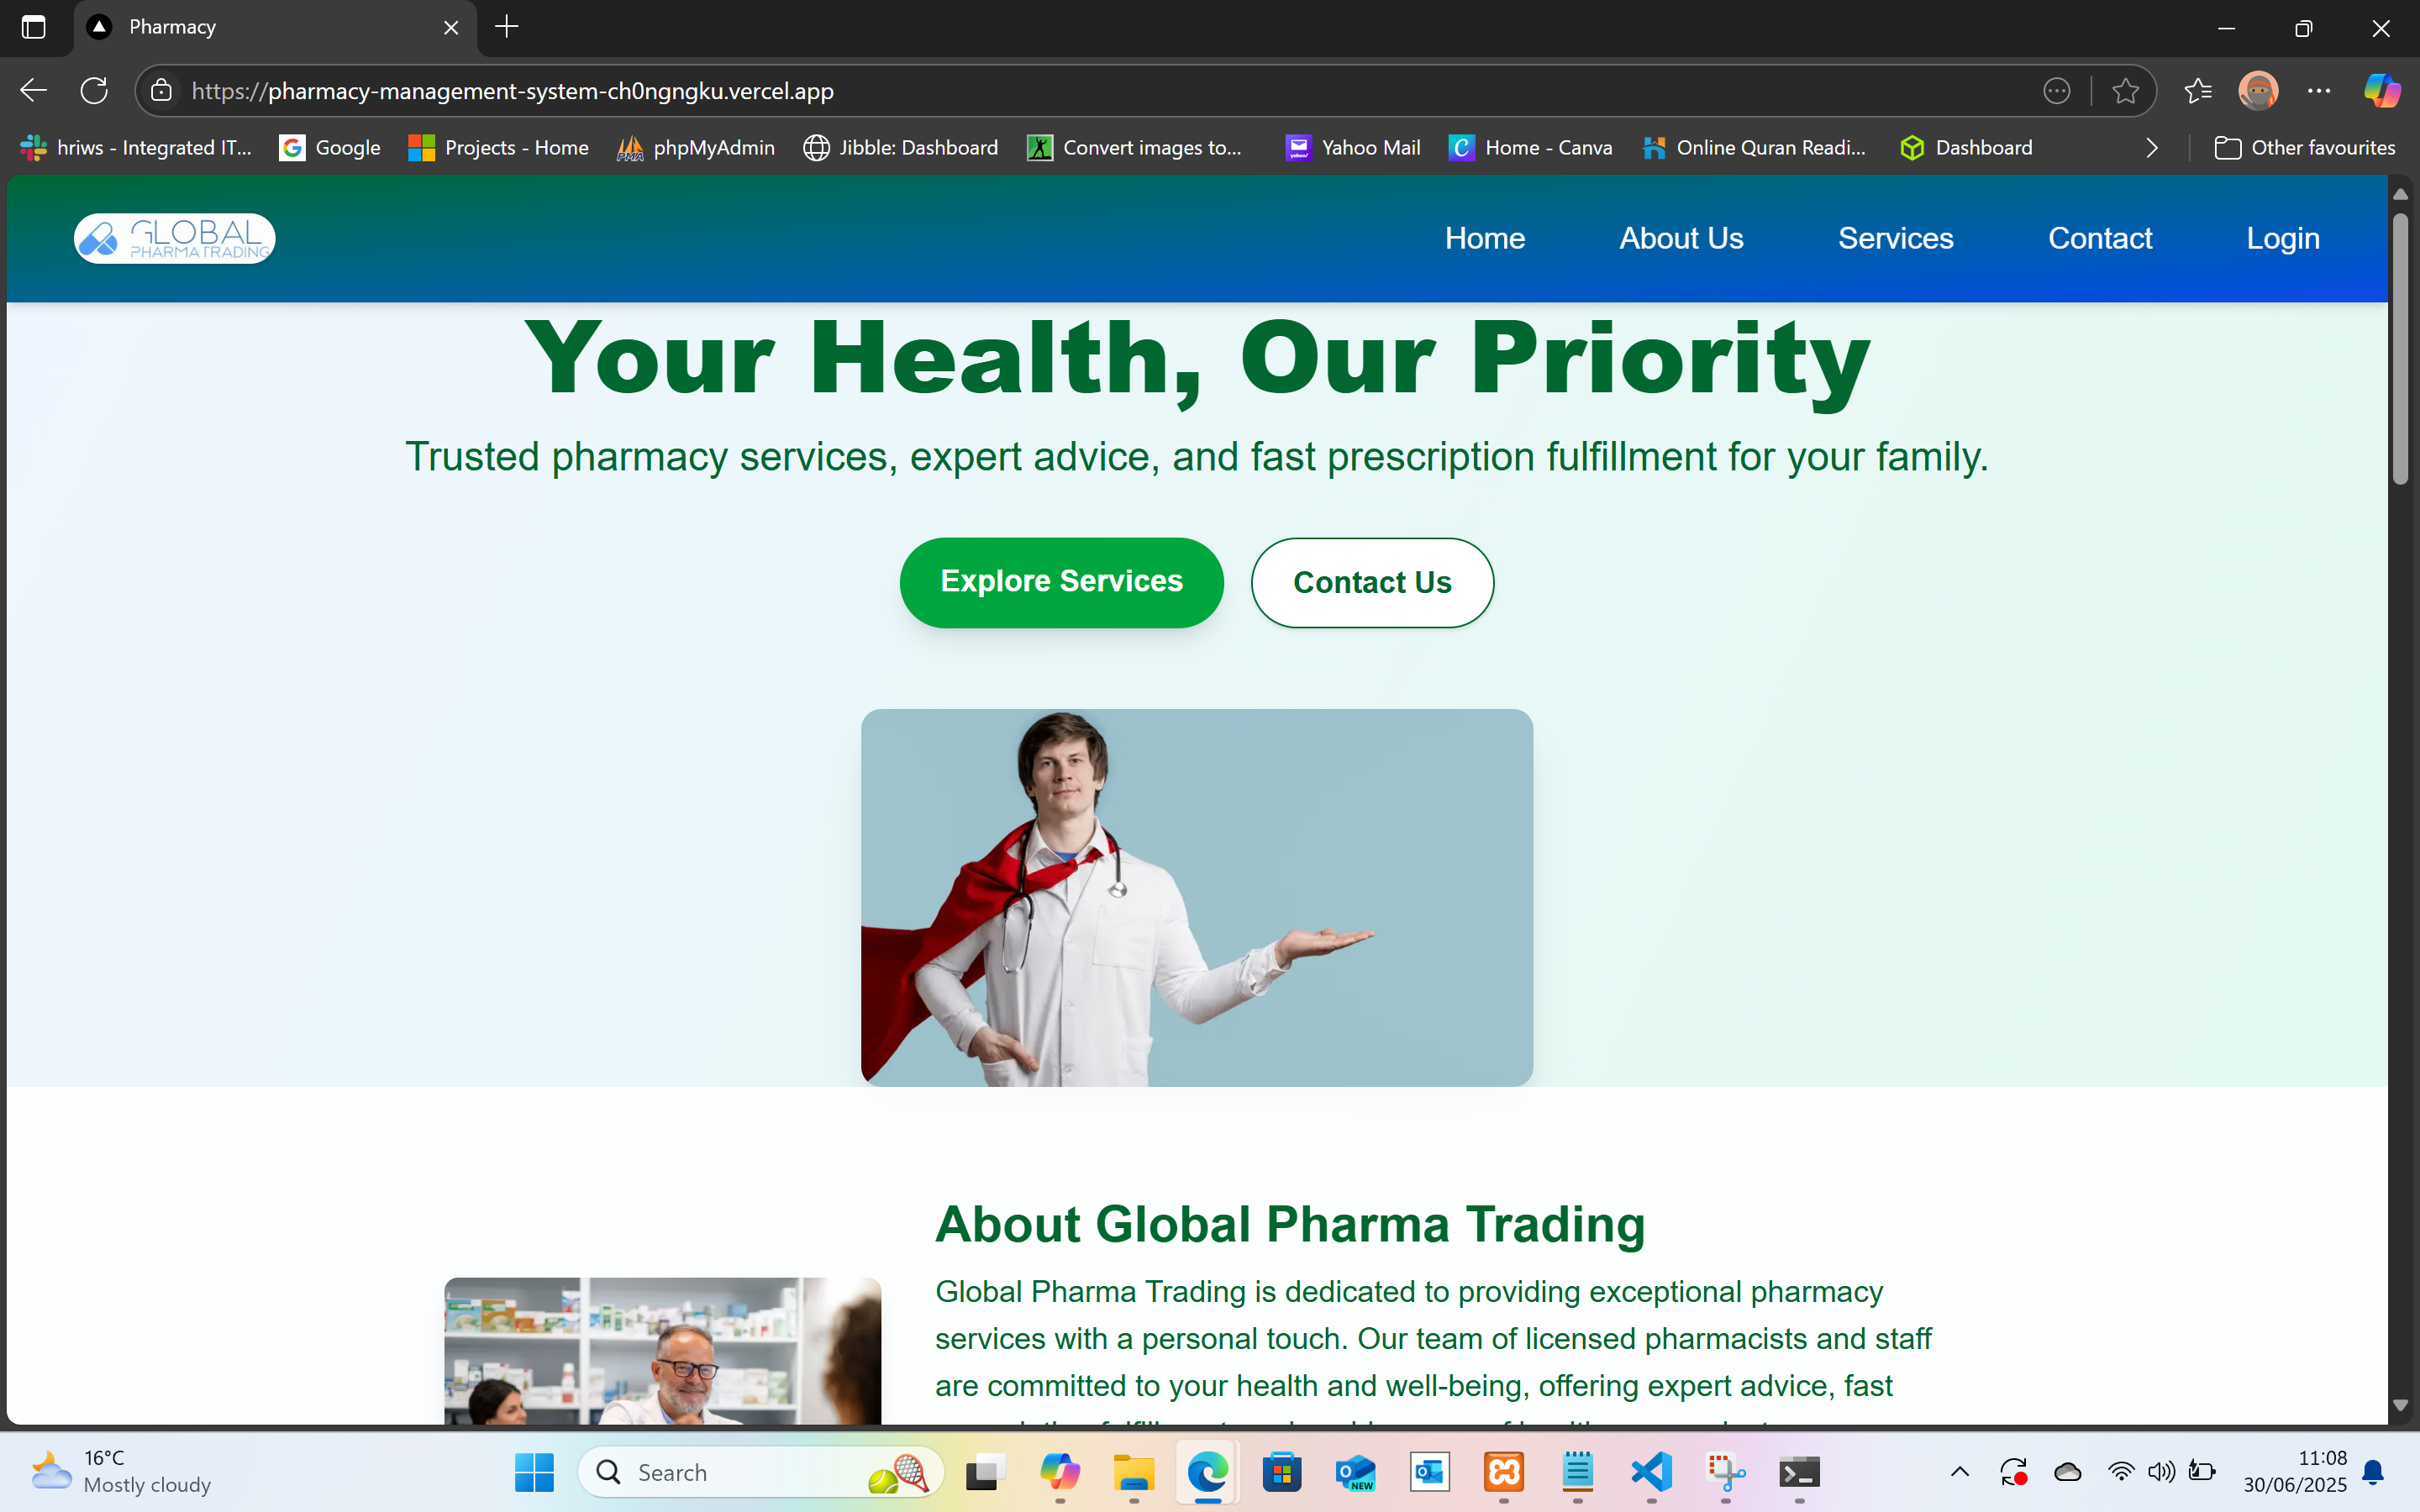 Pharmacy
https://pharmacy-management-system-ch0ngngku.vercel.app
hriws - Integrated IT...
Google
Projects - Home
phpMyAdmin
Jibble: Dashboard
Convert images to...
Yahoo Mail
Home - Canva
Online Quran Readi...
Dashboard
Other favourites
GLOBAL
PHARMA TRADING
Home
About Us
Services
Contact
Login
Your Health, Our Priority
Trusted pharmacy services, expert advice, and fast prescription fulfillment for your family.
Explore Services
Contact Us
About Global Pharma Trading
Global Pharma Trading is dedicated to providing exceptional pharmacy
services with a personal touch. Our team of licensed pharmacists and staff
are committed to your health and well-being, offering expert advice, fast
16°C
Mostly cloudy
Search
NEW
11:08
30/06/2025